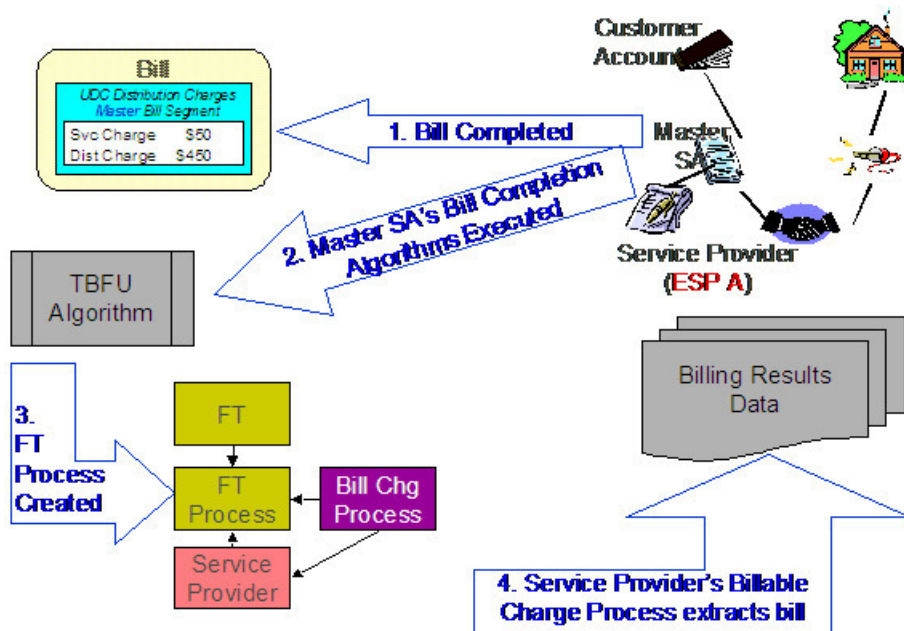 Bill
UDC Distribution Charges
Master Bill Segment
Svc Charge $50
Dist Charge $450
Customer
Account
1. Bill Completed
Master
SA
2. Master SA's Bill Completion
Algorithms Executed
Service Provider
(ESP A)
TBFU
Algorithm
Billing Results
Data
3.
FT
Process
Created
FT
FT
Process
Bill Chg
Process
Service
Provider
4. Service Provider's Billable
Charge Process extracts bill